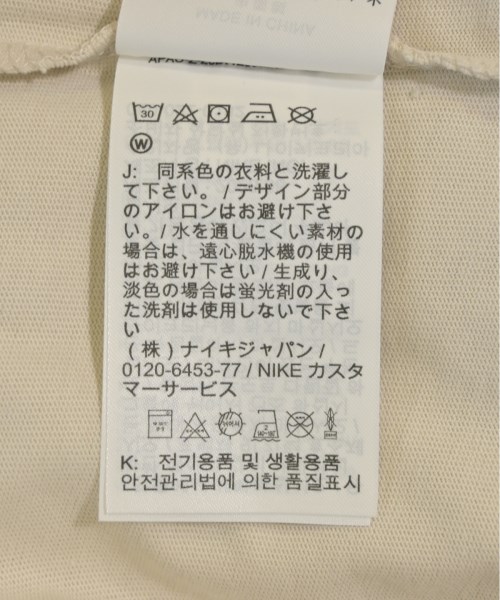 MADE IN CHINA
30
W
J: 同系色の衣料と洗濯し
て下さい。/ デザイン部分
のアイロンはお避け下さ
い。/ 水を通しにくい素材の
場合は、遠心脱水機の使用
はお避け下さい / 生成り、
淡色の場合は蛍光剤の入っ
た洗剤は使用しないで下さ
い
(株) ナイキジャパン /
0120-6453-77 / NIKE カスタ
マーサービス
K: 전기용품 및 생활용품
안전관리법에 의한 품질표시